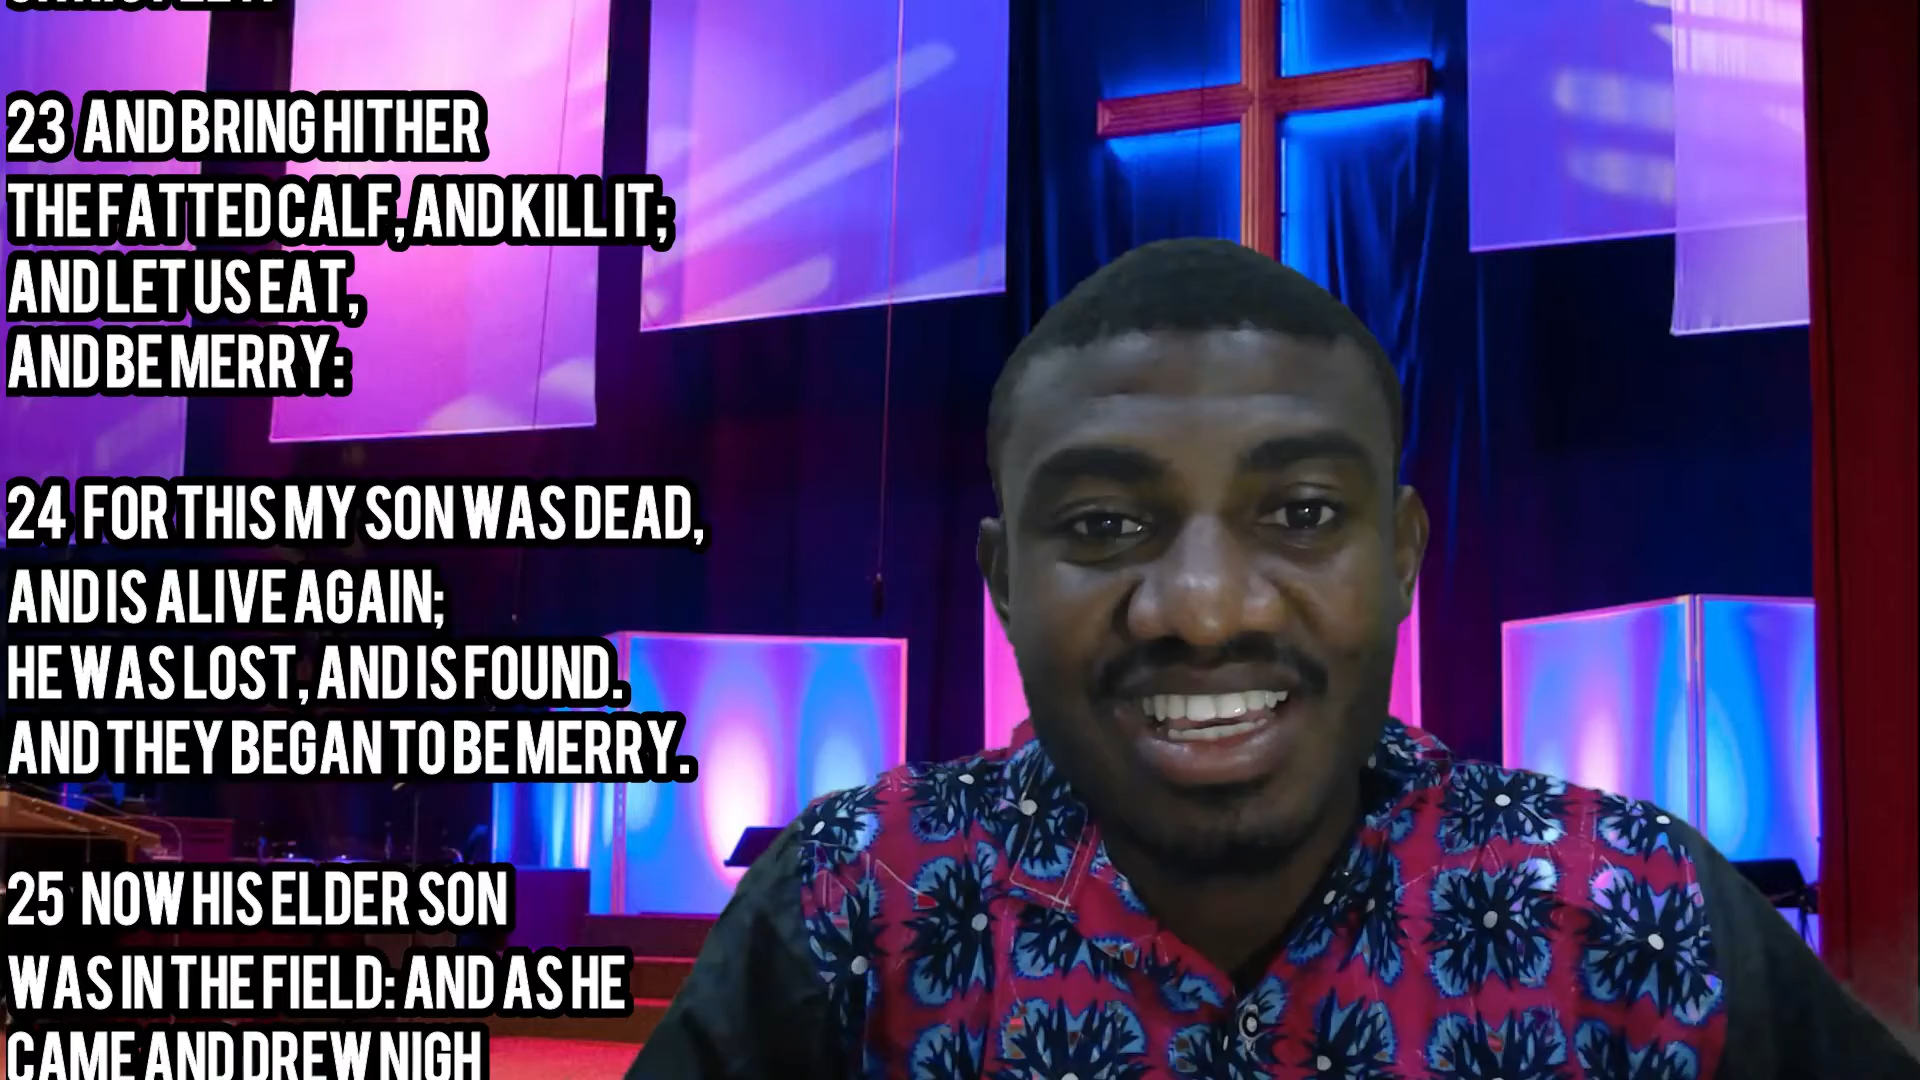 23 AND BRING HITHER
THE FATTED CALF, AND KILL IT;
AND LET US EAT,
AND BE MERRY:
24 FOR THIS MY SON WAS DEAD,
AND IS ALIVE AGAIN;
HE WAS LOST, AND IS FOUND.
AND THEY BEGAN TO BE MERRY.
25 NOW HIS ELDER SON
WAS IN THE FIELD: AND AS HE
CAME AND DREW NIGH